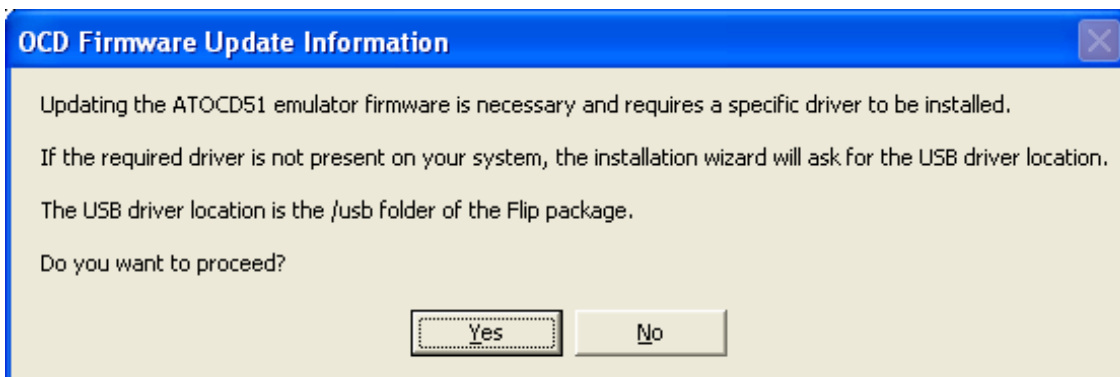 OCD Firmware Update Information
Updating the ATOCD51 emulator firmware is necessary and requires a specific driver to be installed.
If the required driver is not present on your system, the installation wizard will ask for the USB driver location.
The USB driver location is the /usb folder of the Flip package.
Do you want to proceed?
Yes
No